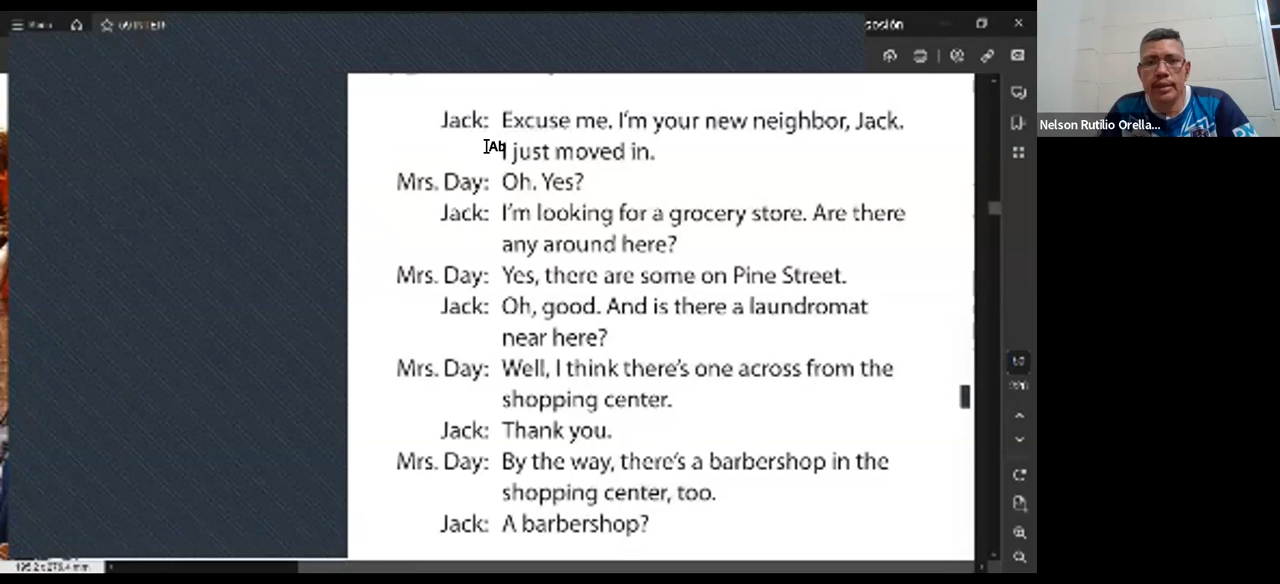 sosión
Nelson Rutilio Orella...
Jack: Excuse me. I'm your new neighbor, Jack.
I just moved in.
Mrs. Day: Oh. Yes?
Jack: I'm looking for a grocery store. Are there
any around here?
Mrs. Day: Yes, there are some on Pine Street.
Jack: Oh, good. And is there a laundromat
near here?
Mrs. Day: Well, I think there's one across from the
shopping center.
Jack: Thank you.
Mrs. Day: By the way, there's a barbershop in the
shopping center, too.
Jack: A barbershop?